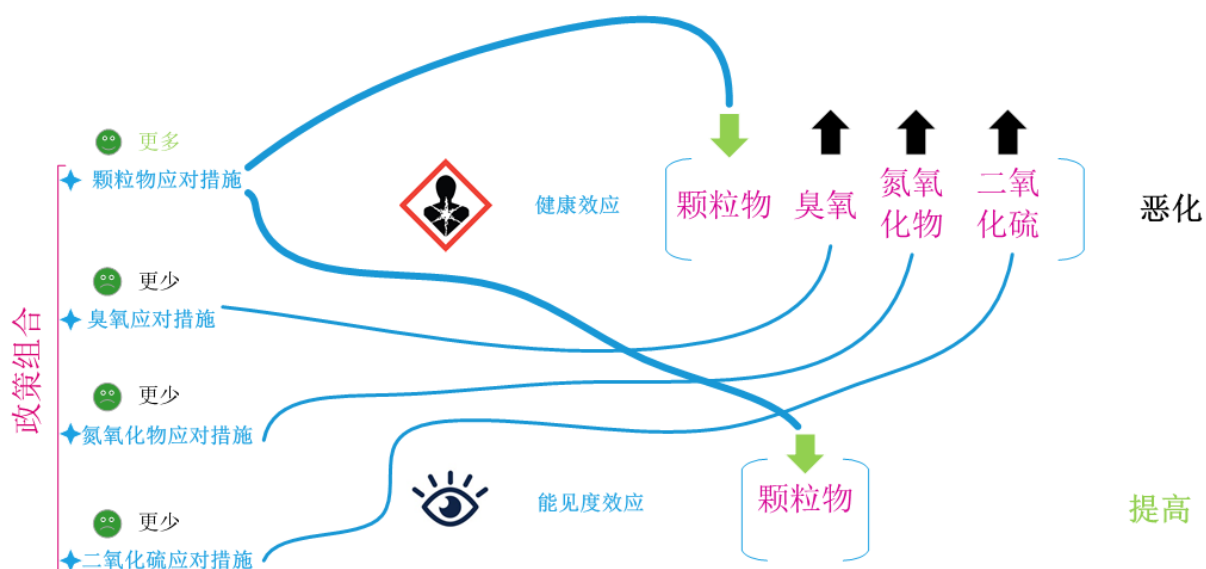 更多
颗粒物应对措施
健康效应
颗粒物
臭氧
氮氧
化物
二氧
化硫
恶化
更少
臭氧应对措施
政策组合
更少
氮氧化物应对措施
能见度效应
颗粒物
提高
更少
二氧化硫应对措施